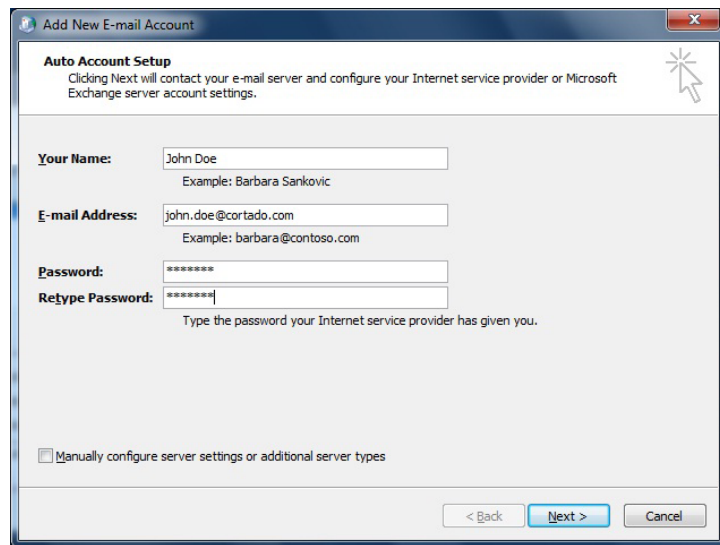 Add New E-mail Account
Auto Account Setup
Clicking Next will contact your e-mail server and configure your Internet service provider or Microsoft
Exchange server account settings.
Your Name: John Doe
Example: Barbara Sankovic
E-mail Address: john.doe@cortado.com
Example: barbara@contoso.com
Password: *******
Retype Password: *******
Type the password your Internet service provider has given you.
Manually configure server settings or additional server types
< Back Next > Cancel